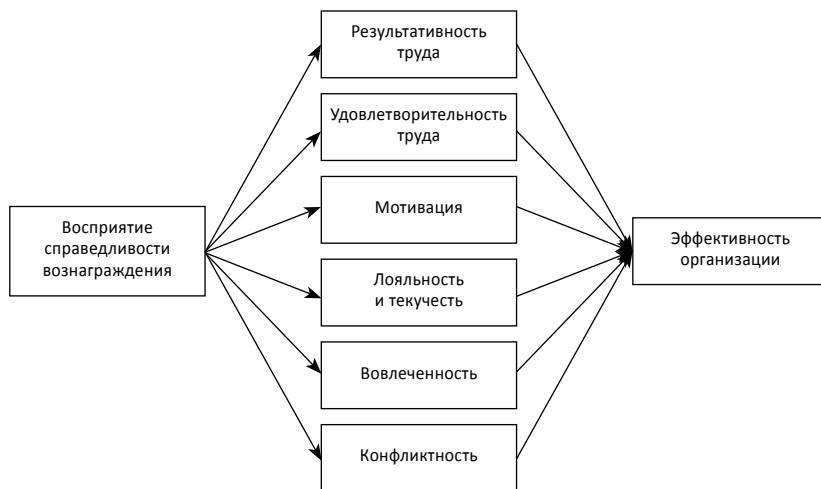 Результативность
труда
Удовлетворительность
труда
Мотивация
Восприятие
справедливости
вознаграждения
Эффективность
организации
Лояльность
и текучесть
Вовлеченность
Конфликтность